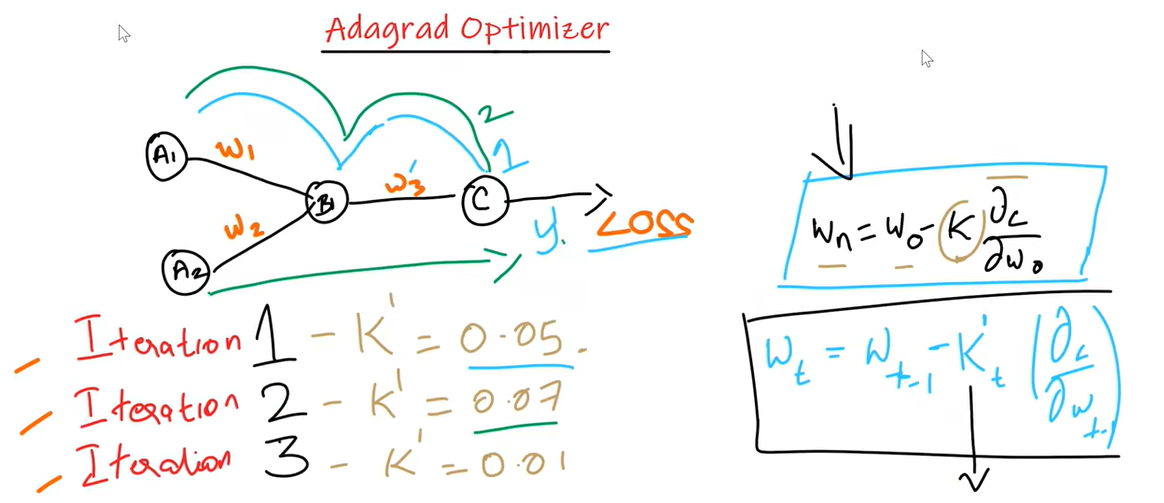 Adagrad Optimizer
2
1
A1
W1
B1
W3'
C
W2
A2
y.
LOSS
Wn = W0 - K ∂c/∂w0
Iteration 1 - K' = 0.05.
Iteration 2 - K' = 0.07
Iteration 3 - K' = 0.01
Wt = Wt-1 - K't (∂c/∂wt-1)